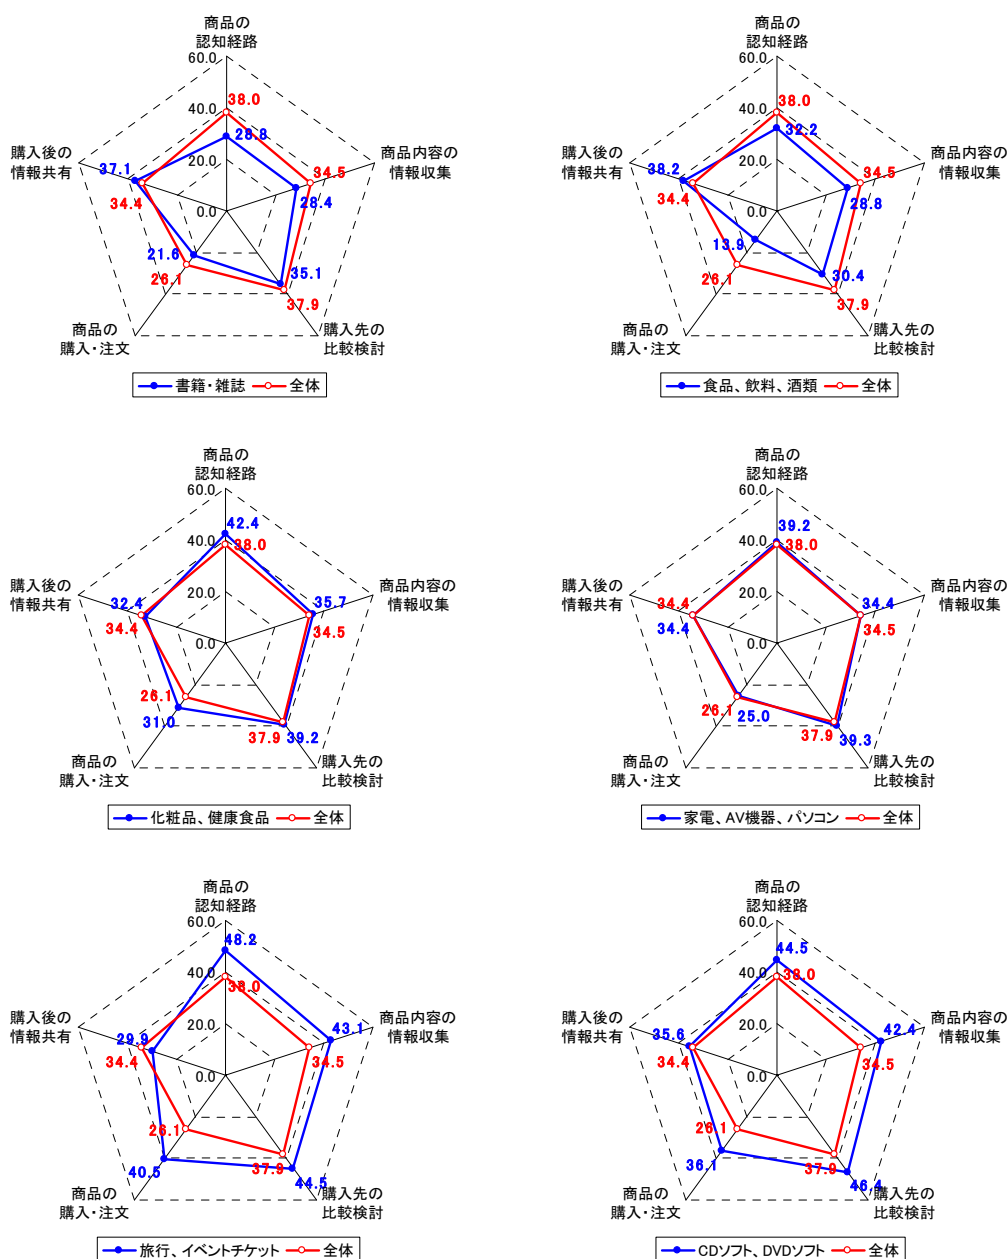 商品の
認知経路
60.0
38.0
40.0
28.8
購入後の
情報共有
37.1
商品内容の
情報収集
34.5
20.0
34.4
28.4
0.0
21.6
35.1
26.1
37.9
商品の
購入・注文
購入先の
比較検討
書籍・雑誌 全体
商品の
認知経路
60.0
38.0
40.0
32.2
購入後の
情報共有
38.2
商品内容の
情報収集
34.5
20.0
34.4
28.8
0.0
13.9
30.4
26.1
37.9
商品の
購入・注文
購入先の
比較検討
食品、飲料、酒類 全体
商品の
認知経路
60.0
42.4
40.0
38.0
購入後の
情報共有
32.4
商品内容の
情報収集
35.7
20.0
34.4
34.5
0.0
26.1
31.0
37.9
39.2
商品の
購入・注文
購入先の
比較検討
化粧品、健康食品 全体
商品の
認知経路
60.0
39.2
40.0
38.0
購入後の
情報共有
34.4
商品内容の
情報収集
34.4
20.0
34.4
34.5
0.0
26.1
25.0
37.9
39.3
商品の
購入・注文
購入先の
比較検討
家電、AV機器、パソコン 全体
商品の
認知経路
60.0
48.2
40.0
38.0
購入後の
情報共有
29.9
商品内容の
情報収集
43.1
20.0
34.4
34.5
0.0
26.1
40.5
37.9
44.5
商品の
購入・注文
購入先の
比較検討
旅行、イベントチケット 全体
商品の
認知経路
60.0
44.5
40.0
38.0
購入後の
情報共有
35.6
商品内容の
情報収集
42.4
20.0
34.4
34.5
0.0
26.1
36.1
37.9
46.4
商品の
購入・注文
購入先の
比較検討
CDソフト、DVDソフト 全体